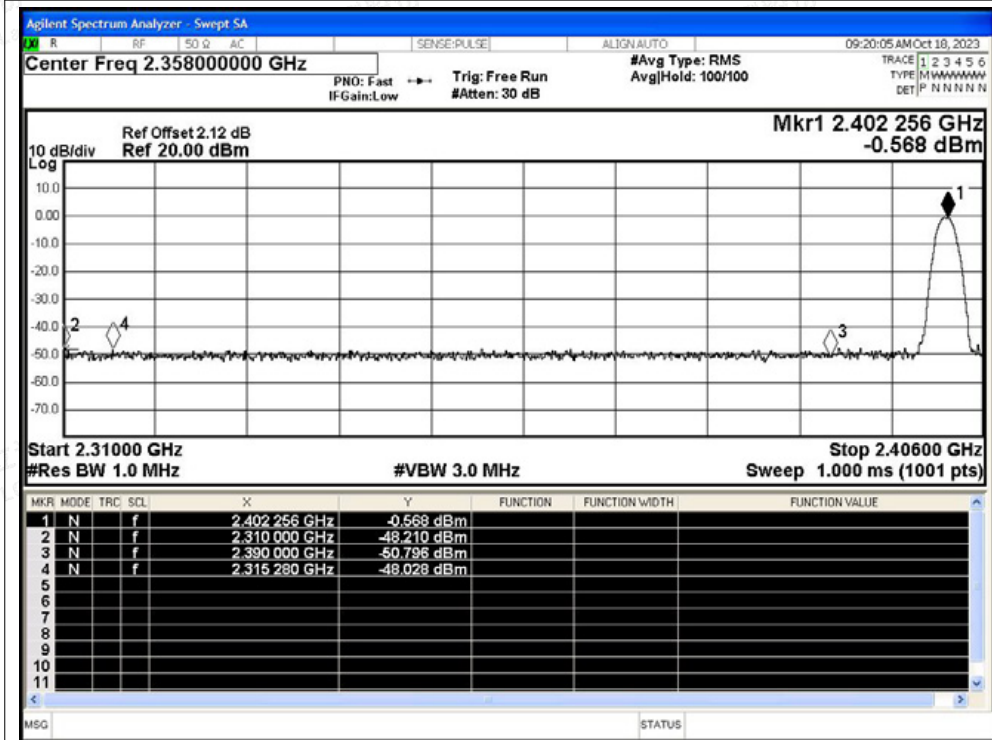 Agilent Spectrum Analyzer - Swept SA
LXI R RF 50 Ω AC SENSE:PULSE ALIGN AUTO 09:20:05 AM Oct 18, 2023
Center Freq 2.358000000 GHz
PNO: Fast
IFGain:Low
Trig: Free Run
#Atten: 30 dB
#Avg Type: RMS
Avg|Hold: 100/100
TRACE 1 2 3 4 5 6
TYPE M WWWWW
DET P N N N N N
Mkr1 2.402 256 GHz
-0.568 dBm
Ref Offset 2.12 dB
10 dB/div Ref 20.00 dBm
Log
10.0
0.00
-10.0
-20.0
-30.0
-40.0
-50.0
-60.0
-70.0
1
2
4
3
Start 2.31000 GHz Stop 2.40600 GHz
#Res BW 1.0 MHz #VBW 3.0 MHz Sweep 1.000 ms (1001 pts)
MKR MODE TRC SCL X Y FUNCTION FUNCTION WIDTH FUNCTION VALUE
1 N f 2.402 256 GHz -0.568 dBm
2 N f 2.310 000 GHz -48.210 dBm
3 N f 2.390 000 GHz -50.796 dBm
4 N f 2.315 280 GHz -48.028 dBm
5
6
7
8
9
10
11
MSG STATUS